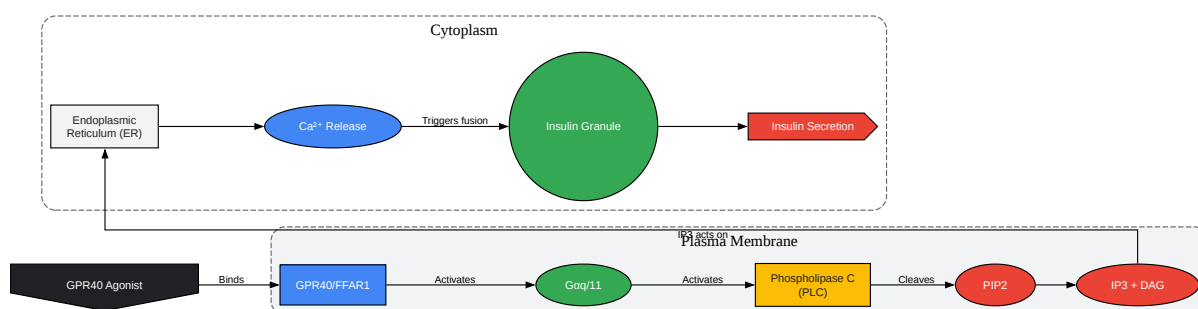 Cytoplasm
Endoplasmic
Reticulum (ER)
Ca²⁺ Release
Triggers fusion
Insulin Granule
Insulin Secretion
IP3 acts on
Plasma Membrane
GPR40 Agonist
Binds
GPR40/FFAR1
Activates
Gαq/11
Activates
Phospholipase C
(PLC)
Cleaves
PIP2
IP3 + DAG